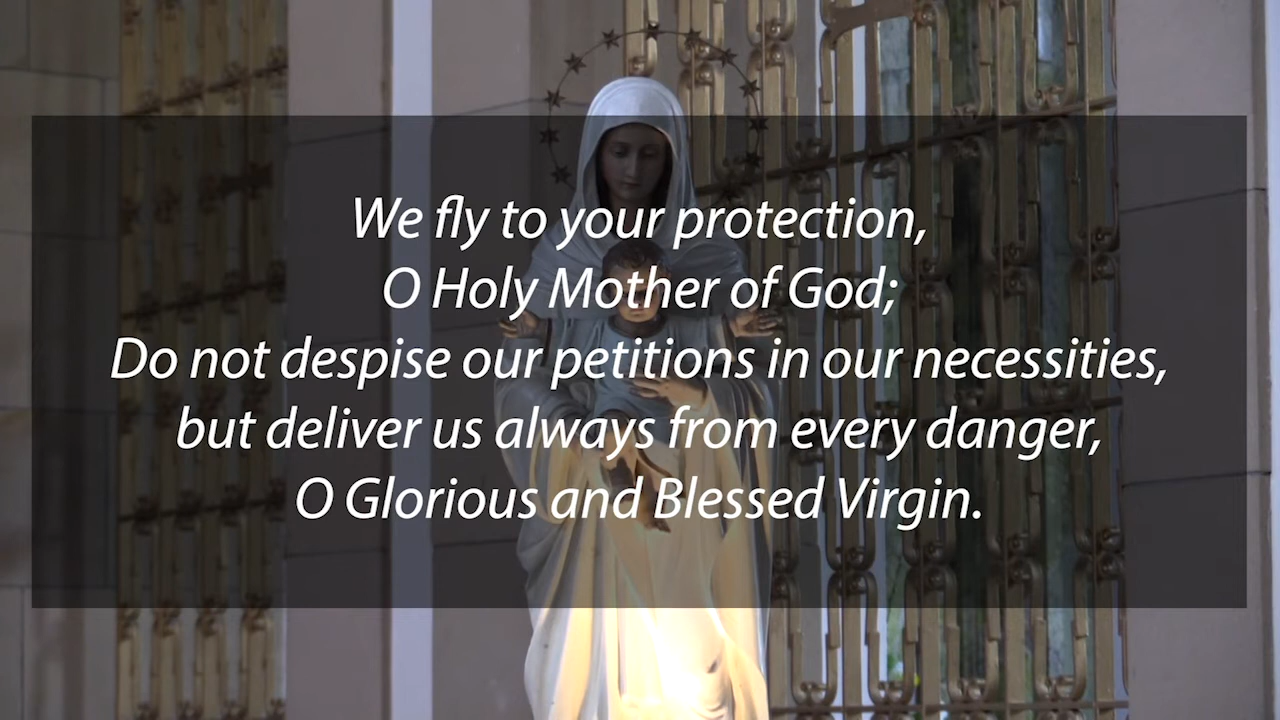 We fly to your protection,
O Holy Mother of God;
Do not despise our petitions in our necessities,
but deliver us always from every danger,
O Glorious and Blessed Virgin.